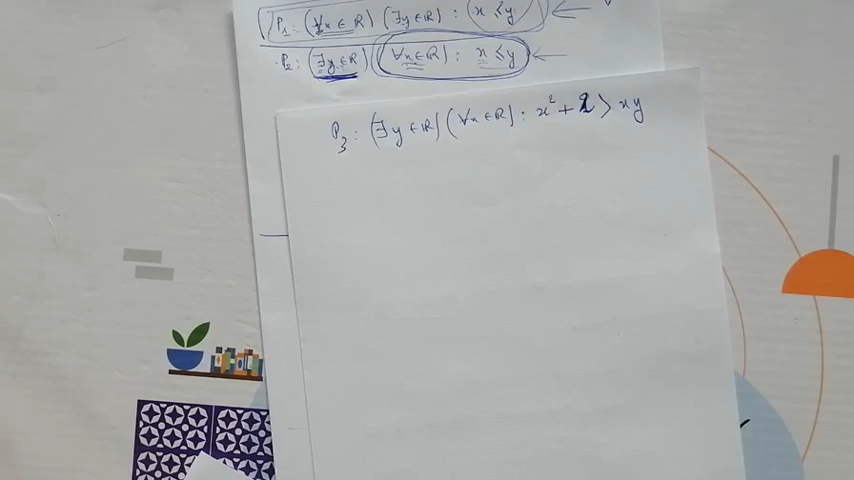 P₁: (∀x ∈ ℝ) (∃y ∈ ℝ) : (x ≤ y)
P₂: (∃y ∈ ℝ) (∀x ∈ ℝ) : x ≤ y
P₃: (∃y ∈ ℝ) (∀x ∈ ℝ) : x² + 1 > xy